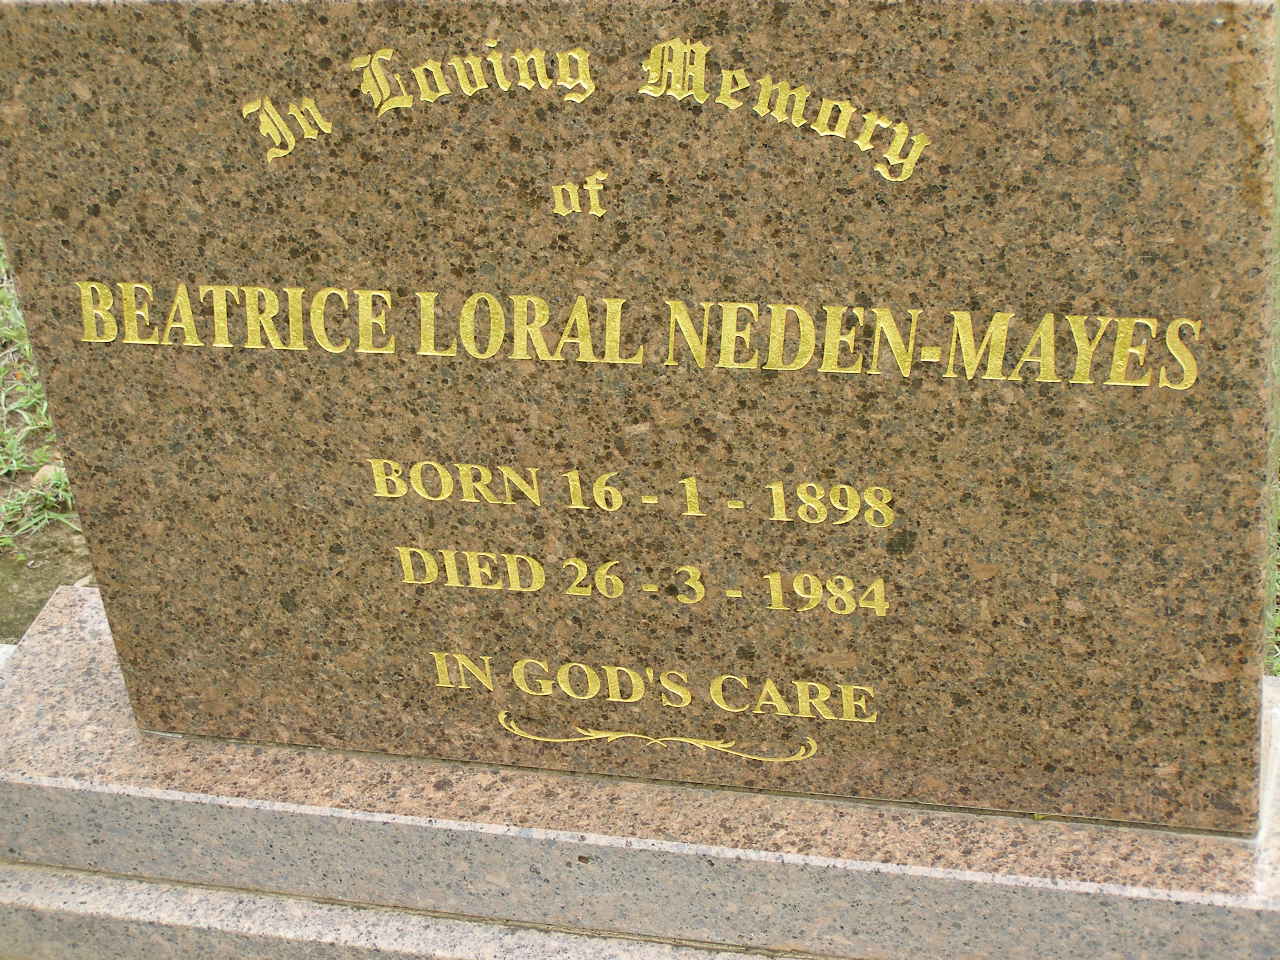 In Loving Memory
of
BEATRICE LORAL NEDEN-MAYES
BORN 16 - 1 - 1898
DIED 26 - 3 - 1984
IN GOD'S CARE